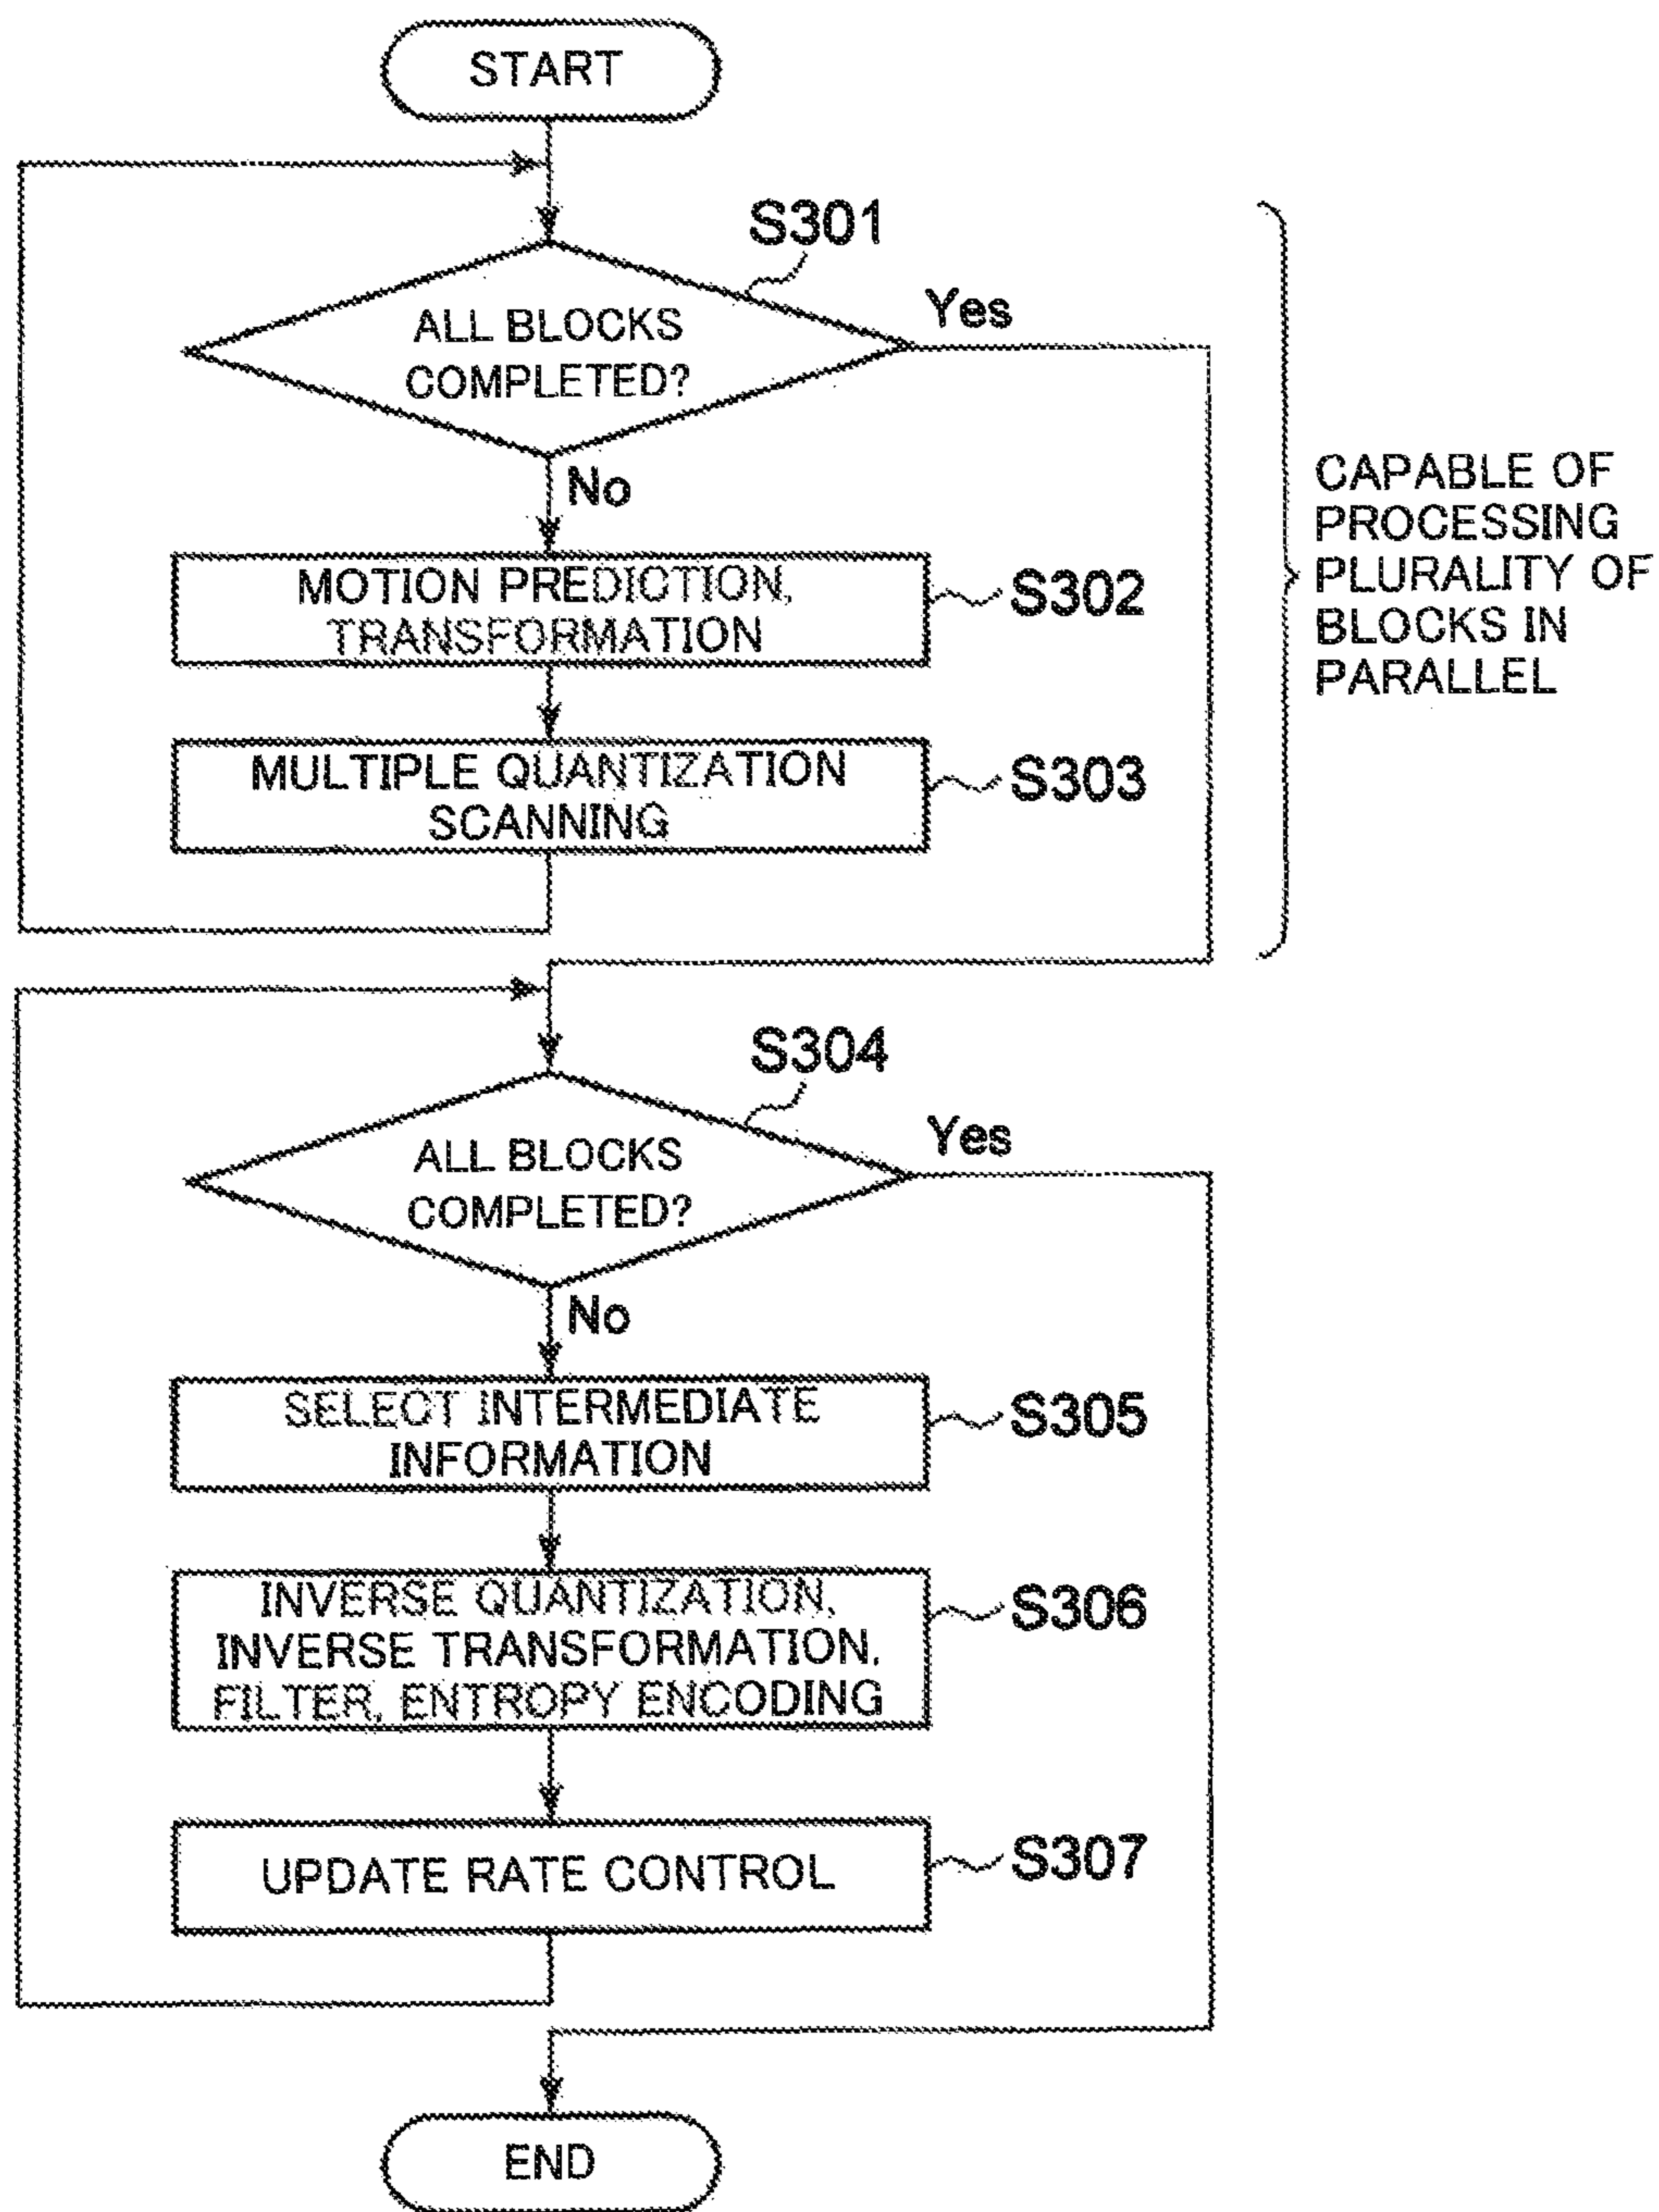 START
S301
ALL BLOCKS
COMPLETED?
Yes
No
CAPABLE OF
PROCESSING
PLURALITY OF
BLOCKS IN
PARALLEL
MOTION PREDICTION,
TRANSFORMATION
S302
MULTIPLE QUANTIZATION
SCANNING
S303
S304
ALL BLOCKS
COMPLETED?
Yes
No
SELECT INTERMEDIATE
INFORMATION
S305
INVERSE QUANTIZATION,
INVERSE TRANSFORMATION,
FILTER, ENTROPY ENCODING
S306
UPDATE RATE CONTROL
S307
END